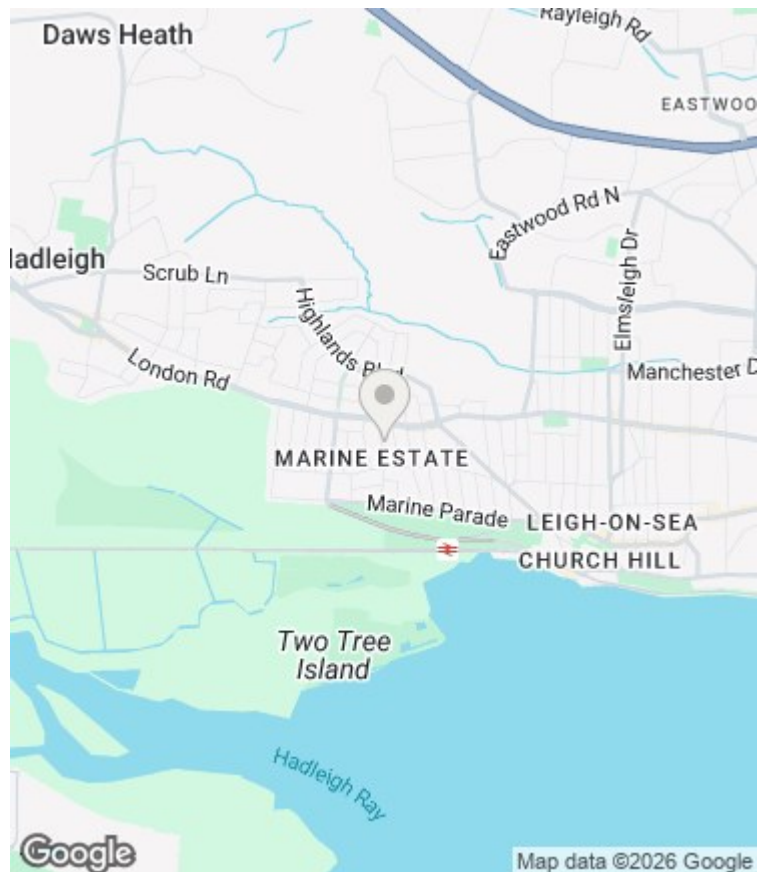 Daws Heath
Rayleigh Rd
EASTWOO
Eastwood Rd N
Elmsleigh Dr
Hadleigh
Scrub Ln
Highlands Blvd
London Rd
Manchester D
MARINE ESTATE
Marine Parade
LEIGH-ON-SEA
CHURCH HILL
Two Tree
Island
Hadleigh Ray
Google
Map data ©2026 Google